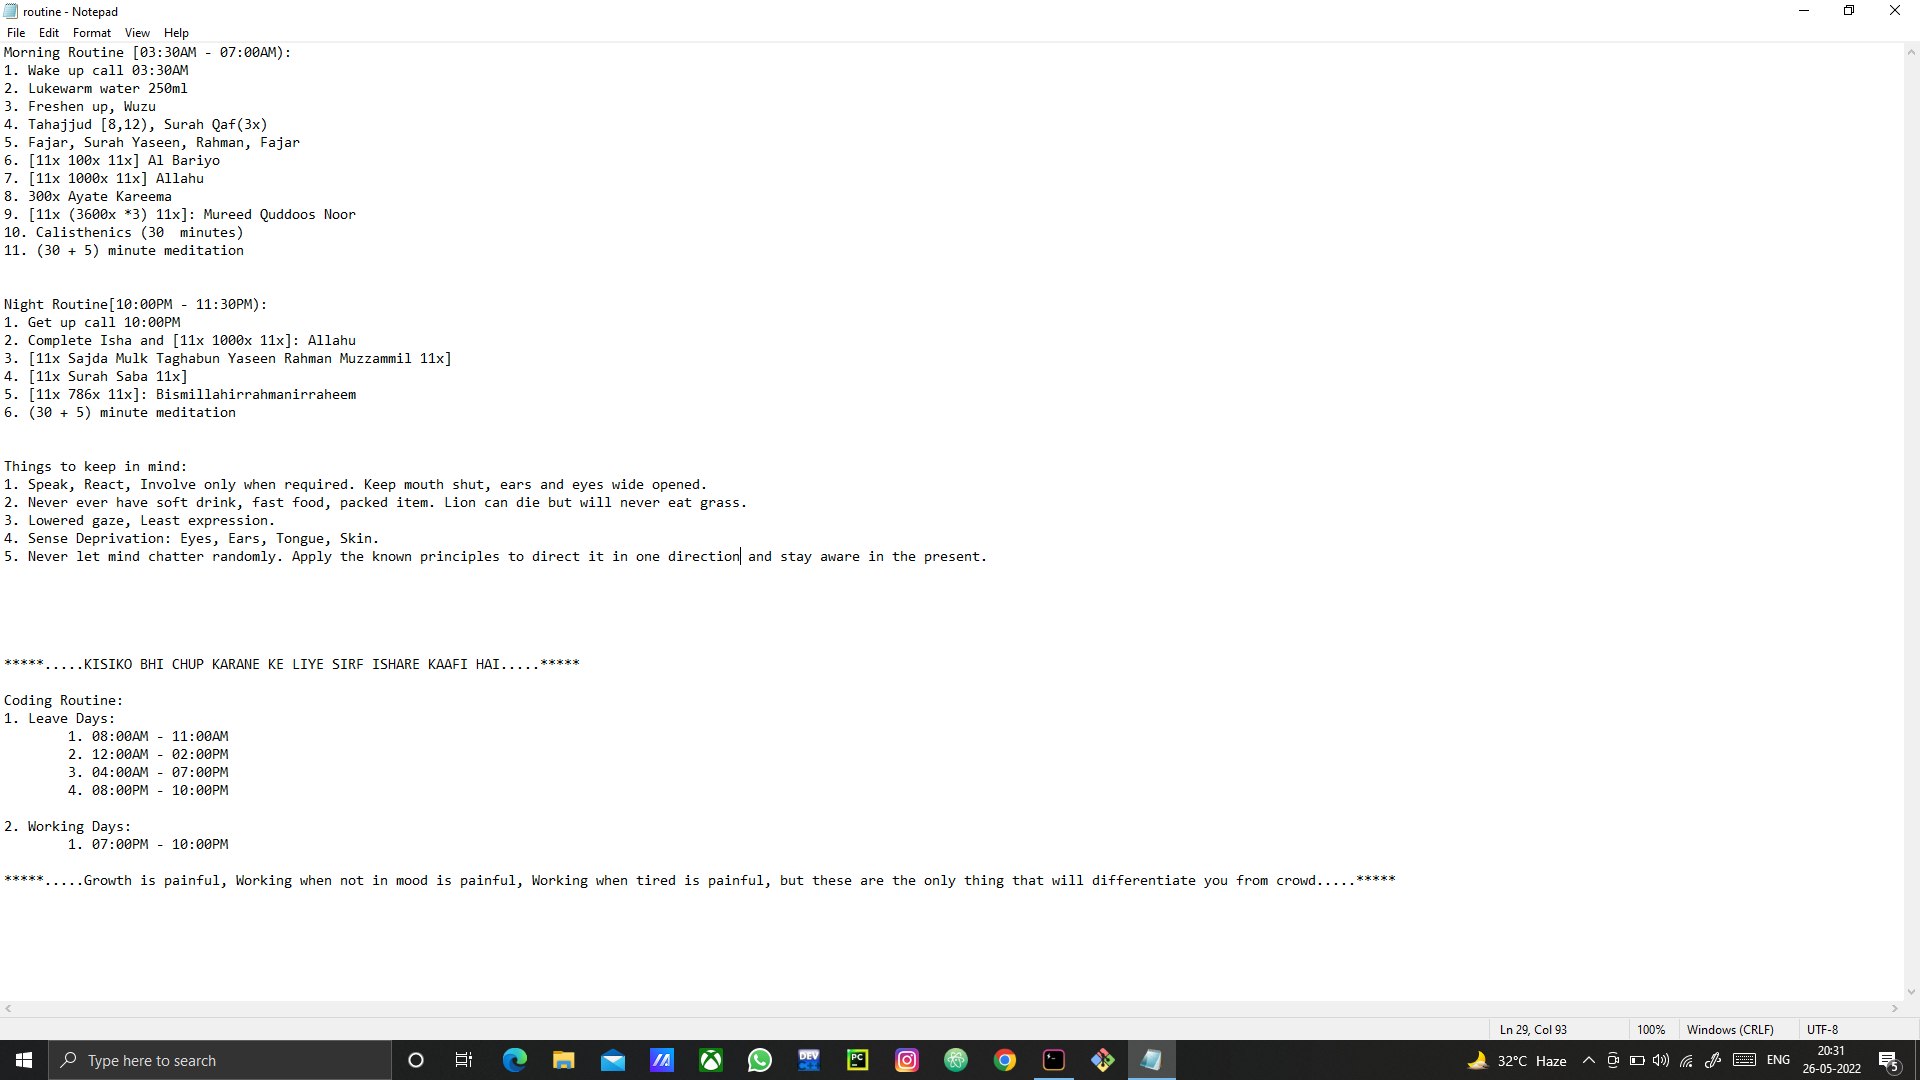 routine - Notepad
File Edit Format View Help
Morning Routine [03:30AM - 07:00AM):
1. Wake up call 03:30AM
2. Lukewarm water 250ml
3. Freshen up, Wuzu
4. Tahajjud [8,12), Surah Qaf(3x)
5. Fajar, Surah Yaseen, Rahman, Fajar
6. [11x 100x 11x] Al Bariyo
7. [11x 1000x 11x] Allahu
8. 300x Ayate Kareema
9. [11x (3600x *3) 11x]: Mureed Quddoos Noor
10. Calisthenics (30  minutes)
11. (30 + 5) minute meditation
Night Routine[10:00PM - 11:30PM):
1. Get up call 10:00PM
2. Complete Isha and [11x 1000x 11x]: Allahu
3. [11x Sajda Mulk Taghabun Yaseen Rahman Muzzammil 11x]
4. [11x Surah Saba 11x]
5. [11x 786x 11x]: Bismillahirrahmanirraheem
6. (30 + 5) minute meditation
Things to keep in mind:
1. Speak, React, Involve only when required. Keep mouth shut, ears and eyes wide opened.
2. Never ever have soft drink, fast food, packed item. Lion can die but will never eat grass.
3. Lowered gaze, Least expression.
4. Sense Deprivation: Eyes, Ears, Tongue, Skin.
5. Never let mind chatter randomly. Apply the known principles to direct it in one direction and stay aware in the present.
*****.....KISIKO BHI CHUP KARANE KE LIYE SIRF ISHARE KAAFI HAI.....*****
Coding Routine:
1. Leave Days:
1. 08:00AM - 11:00AM
2. 12:00AM - 02:00PM
3. 04:00AM - 07:00PM
4. 08:00PM - 10:00PM
2. Working Days:
1. 07:00PM - 10:00PM
*****.....Growth is painful, Working when not in mood is painful, Working when tired is painful, but these are the only thing that will differentiate you from crowd.....*****
Ln 29, Col 93 100% Windows (CRLF) UTF-8
Type here to search DEV C++ PC 32°C Haze ENG 20:31
26-05-2022 5